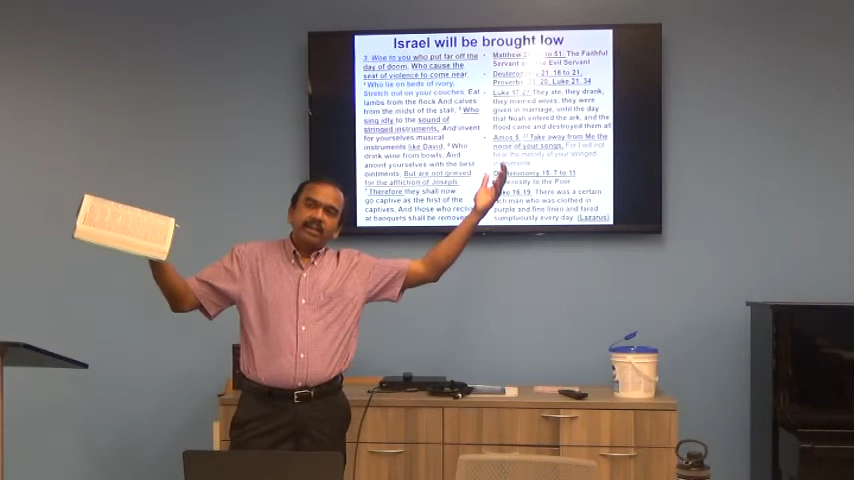 Israel will be brought low
3 Woe to you who put far off the
day of doom, Who cause the
seat of violence to come near
4 Who lie on beds of ivory,
Stretch out on your couches, Eat
lambs from the flock And calves
from the midst of the stall, 5 Who
sing idly to the sound of
stringed instruments, And invent
for yourselves musical
instruments like David; 6 Who
drink wine from bowls, And
anoint yourselves with the best
ointments, But are not grieved
for the affliction of Joseph.
7 Therefore they shall now
go captive as the first of the
captives, And those who recline
at banquets shall be removed.
• Matthew to 51: The Faithful
Servant and the Evil Servant
• 21. 18 to 21,
Proverbs 20, Luke 21. 34
• Luke 17.27: They ate, they drank,
they married wives, they were
given in marriage, until the day
that Noah entered the ark, and the
flood came and destroyed them all
• Amos 5. 23 Take away from Me the
noise of your songs, For I will not
hear the melody of your stringed
instruments.
15. 7 to 11
to the Poor
16.19: There was a certain
rich man who was clothed in
purple and fine linen and fared
sumptuously every day. (Lazarus)